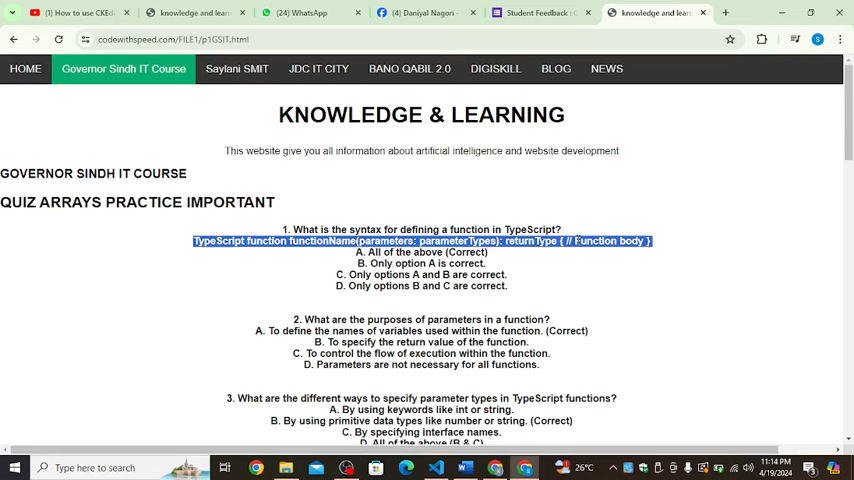 (1) How to use CKEdi
knowledge and lear
(24) WhatsApp
(4) Daniyal Nagori -
Student Feedback :
knowledge and lear
codewithspeed.com/FILE1/p1GSIT.html
HOME Governor Sindh IT Course Saylani SMIT JDC IT CITY BANO QABIL 2.0 DIGISKILL BLOG NEWS
KNOWLEDGE & LEARNING
This website give you all information about artificial intelligence and website development
GOVERNOR SINDH IT COURSE
QUIZ ARRAYS PRACTICE IMPORTANT
1. What is the syntax for defining a function in TypeScript?
TypeScript function functionName(parameters: parameterTypes): returnType { // Function body }
A. All of the above (Correct)
B. Only option A is correct.
C. Only options A and B are correct.
D. Only options B and C are correct.
2. What are the purposes of parameters in a function?
A. To define the names of variables used within the function. (Correct)
B. To specify the return value of the function.
C. To control the flow of execution within the function.
D. Parameters are not necessary for all functions.
3. What are the different ways to specify parameter types in TypeScript functions?
A. By using keywords like int or string.
B. By using primitive data types like number or string. (Correct)
C. By specifying interface names.
D. All of the above (B & C)
Type here to search
26°C
11:14 PM
4/19/2024